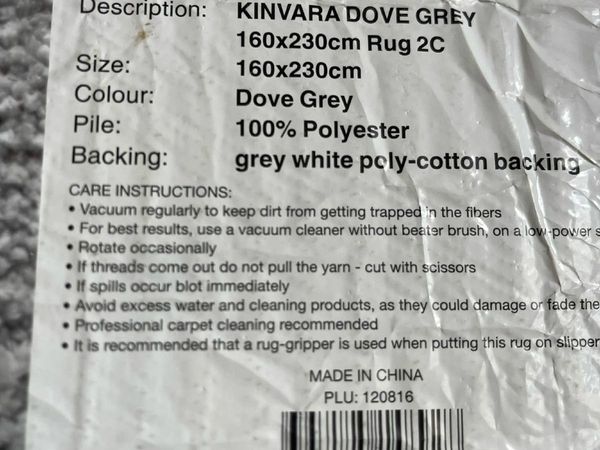 Description: KINVARA DOVE GREY
160x230cm Rug 2C
Size: 160x230cm
Colour: Dove Grey
Pile: 100% Polyester
Backing: grey white poly-cotton backing
CARE INSTRUCTIONS:
• Vacuum regularly to keep dirt from getting trapped in the fibers
• For best results, use a vacuum cleaner without beater brush, on a low-power s
• Rotate occasionally
• If threads come out do not pull the yarn - cut with scissors
• If spills occur blot immediately
• Avoid excess water and cleaning products, as they could damage or fade the
• Professional carpet cleaning recommended
• It is recommended that a rug-gripper is used when putting this rug on slipper
MADE IN CHINA
PLU: 120816